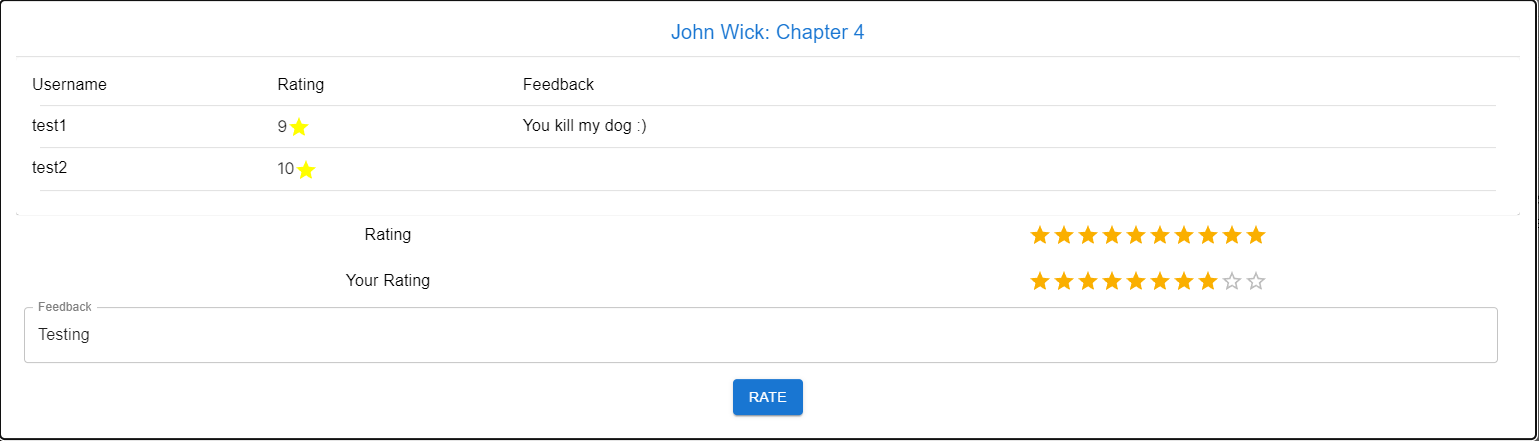 John Wick: Chapter 4
Username Rating Feedback
test1 9 You kill my dog :)
test2 10
Rating
Your Rating
Feedback
Testing
RATE